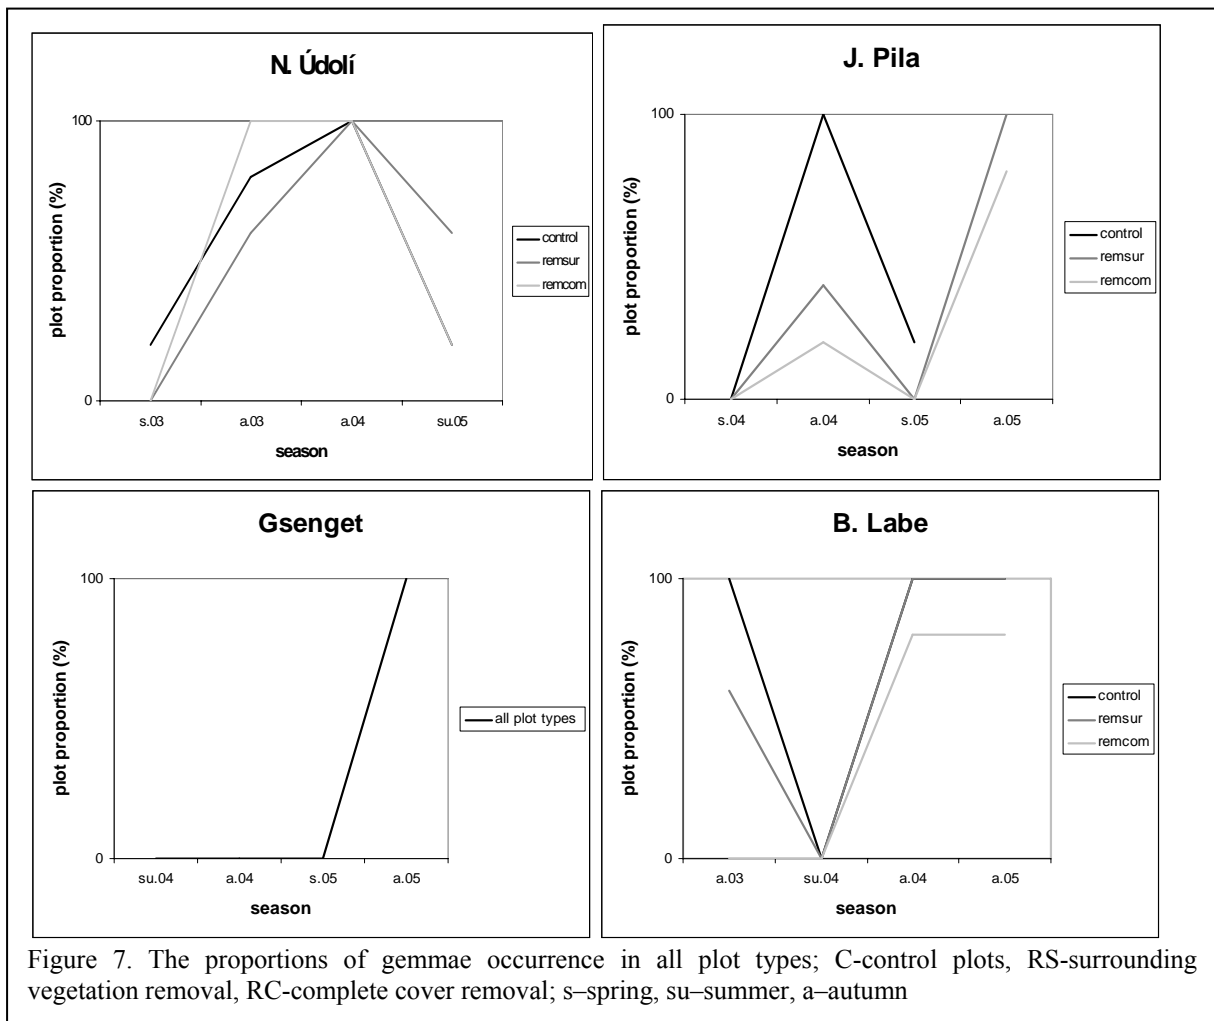 N. Údolí
100
0
plot proportion (%)
s.03 a.03 a.04 su.05
season
control
remsur
remcom
J. Pila
100
0
plot proportion (%)
s.04 a.04 s.05 a.05
season
control
remsur
remcom
Gsenget
100
0
plot proportion (%)
su.04 a.04 s.05 a.05
season
all plot types
B. Labe
100
0
plot proportion (%)
a.03 su.04 a.04 a.05
season
control
remsur
remcom
Figure 7. The proportions of gemmae occurrence in all plot types; C-control plots, RS-surrounding
vegetation removal, RC-complete cover removal; s–spring, su–summer, a–autumn